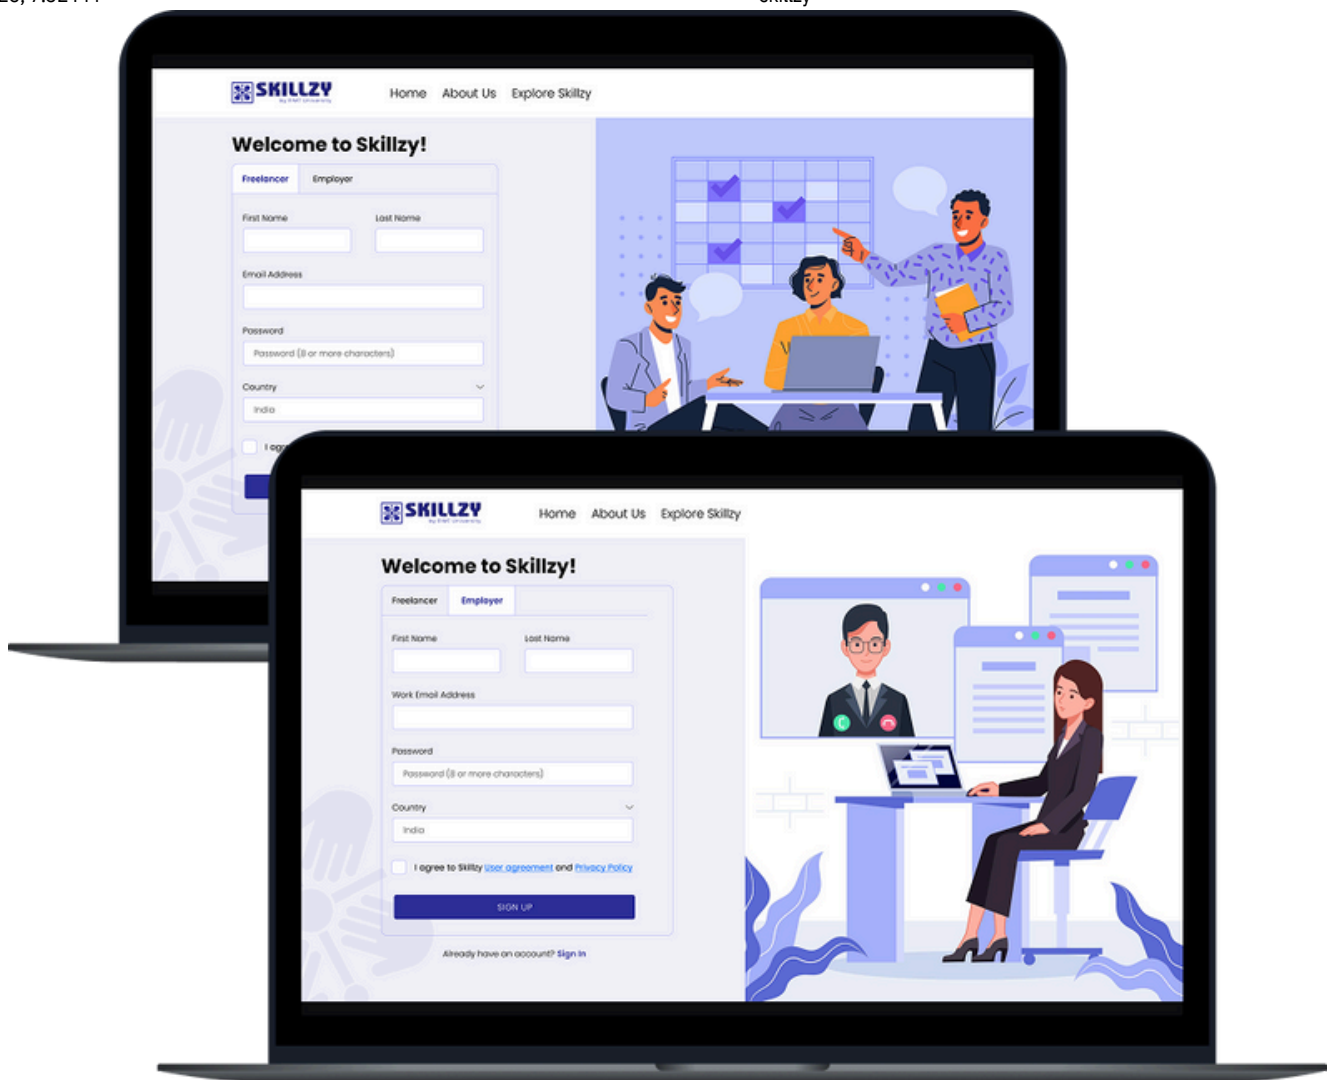 skillzy
SKILLZY
Home About Us Explore Skillzy
Welcome to Skillzy!
Freelancer Employer
First Name Last Name
Email Address
Password
Password (8 or more characters)
Country
India
I agre
SKILLZY
Home About Us Explore Skillzy
Welcome to Skillzy!
Freelancer Employer
First Name Last Name
Work Email Address
Password
Password (8 or more characters)
Country
India
I agree to Skillzy User agreement and Privacy Policy
SIGN UP
Already have an account? Sign In